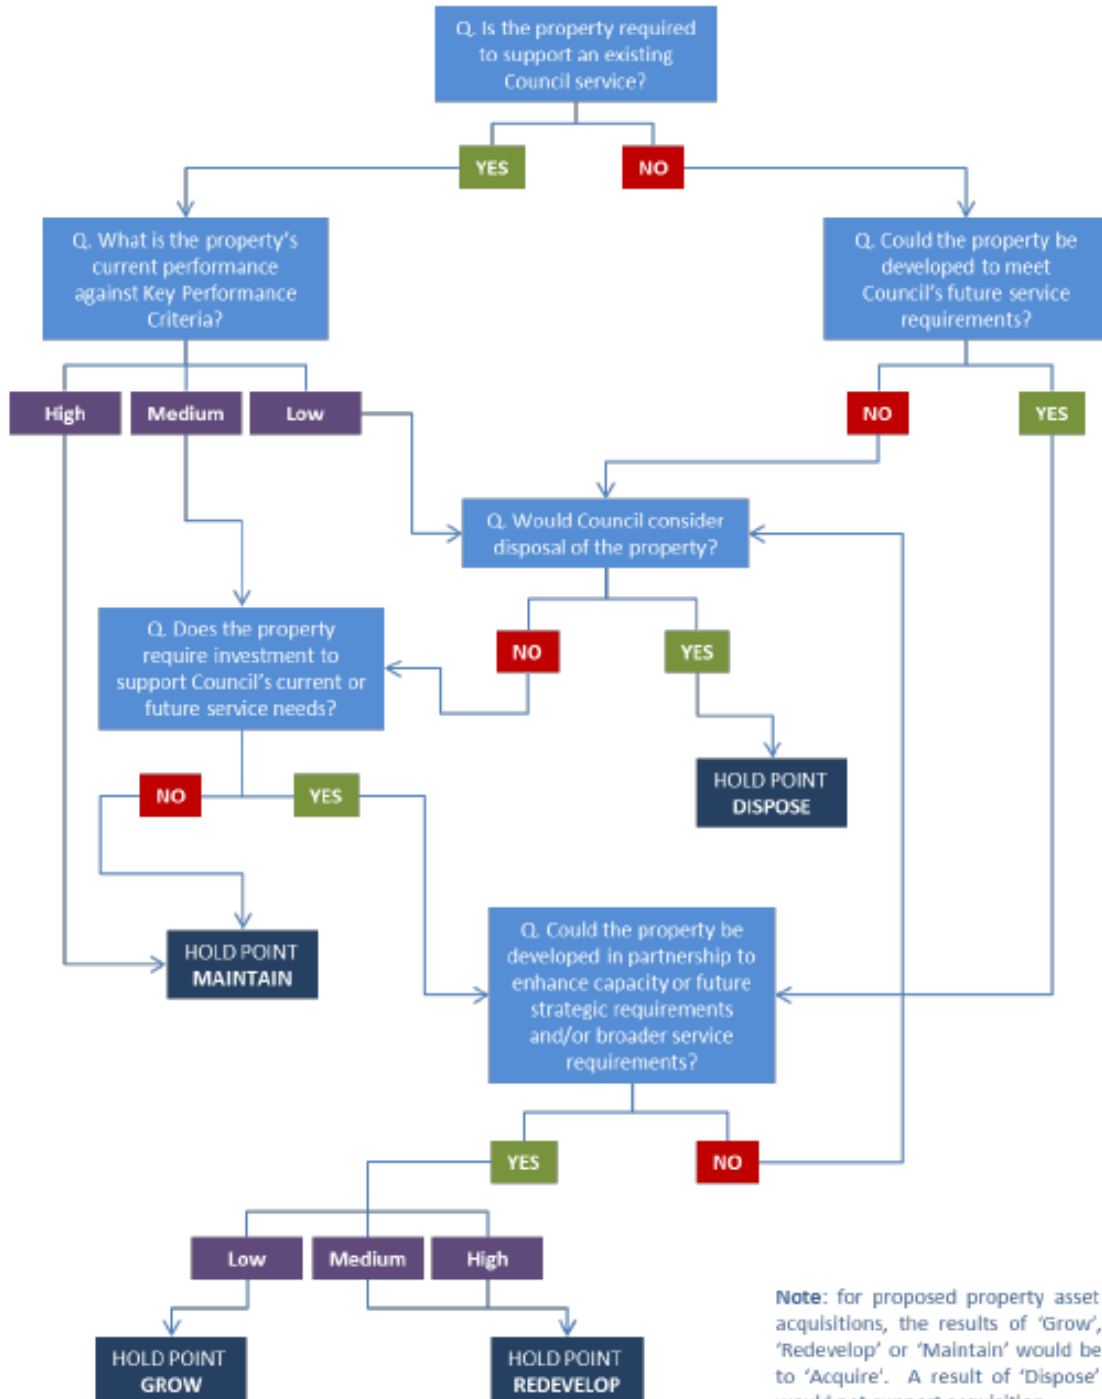 Q. Is the property required
to support an existing
Council service?
YES
NO
Q. What is the property's
current performance
against Key Performance
Criteria?
Q. Could the property be
developed to meet
Council's future service
requirements?
High
Medium
Low
NO
YES
Q. Would Council consider
disposal of the property?
NO
YES
Q. Does the property
require investment to
support Council's current or
future service needs?
HOLD POINT
DISPOSE
NO
YES
HOLD POINT
MAINTAIN
Q. Could the property be
developed in partnership to
enhance capacity or future
strategic requirements
and/or broader service
requirements?
YES
NO
Low
Medium
High
HOLD POINT
GROW
HOLD POINT
REDEVELOP
Note: for proposed property asset
acquisitions, the results of 'Grow',
'Redevelop' or 'Maintain' would be
to 'Acquire'. A result of 'Dispose'
would not support acquisition